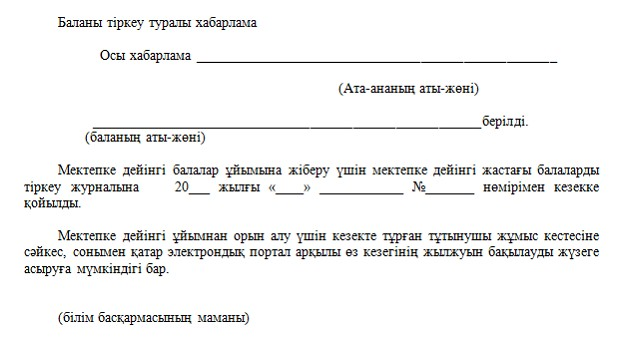 Баланы тіркеу туралы хабарлама
Осы хабарлама ____________________________________________________
(Ата-ананың аты-жөні)
________________________________________________________берілді.
(баланың аты-жөні)
Мектепке дейінгі балалар ұйымына жіберу үшін мектепке дейінгі жастағы балаларды
тіркеу журналына 20___ жылғы «____» ____________ №_______ нөмірімен кезекке
қойылды.
Мектепке дейінгі ұйымнан орын алу үшін кезекте тұрған тұтынушы жұмыс кестесіне
сәйкес, сонымен қатар электрондық портал арқылы өз кезегінің жылжуын бақылауды жүзеге
асыруға мүмкіндігі бар.
(білім басқармасының маманы)